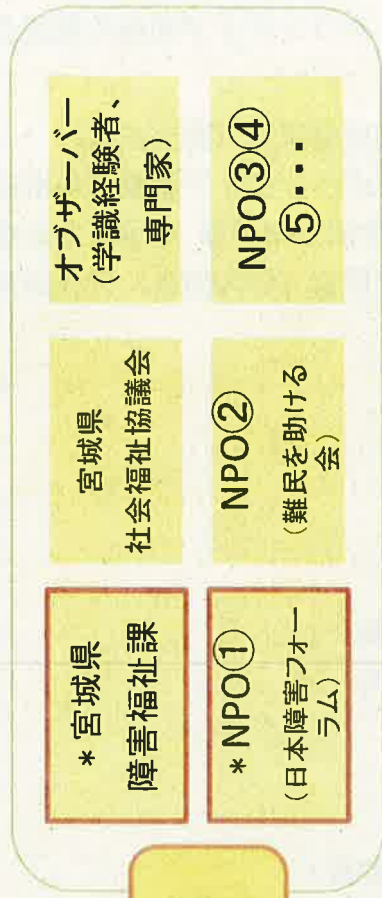 *宮城県
障害福祉課
宮城県
社会福祉協議会
オブザーバー
(学識経験者、
専門家)
*NPO①
(日本障害フォー
ラム)
NPO②
(難民を助ける
会)
NPO③④
⑤・・・